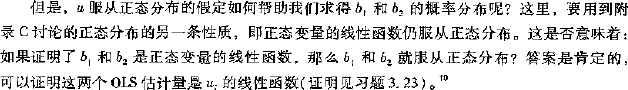 但是，u 服从正态分布的假定如何帮助我们求得 b₁ 和 b₂ 的概率分布呢？这里，要用到附
录 C 讨论的正态分布的另一条性质，即正态变量的线性函数仍服从正态分布。这是否意味着：
如果证明了 b₁ 和 b₂ 是正态变量的线性函数，那么 b₁ 和 b₂ 就服从正态分布？答案是肯定的，
可以证明这两个 OLS 估计量是 uᵢ 的线性函数(证明见习题 3.23)。¹⁰